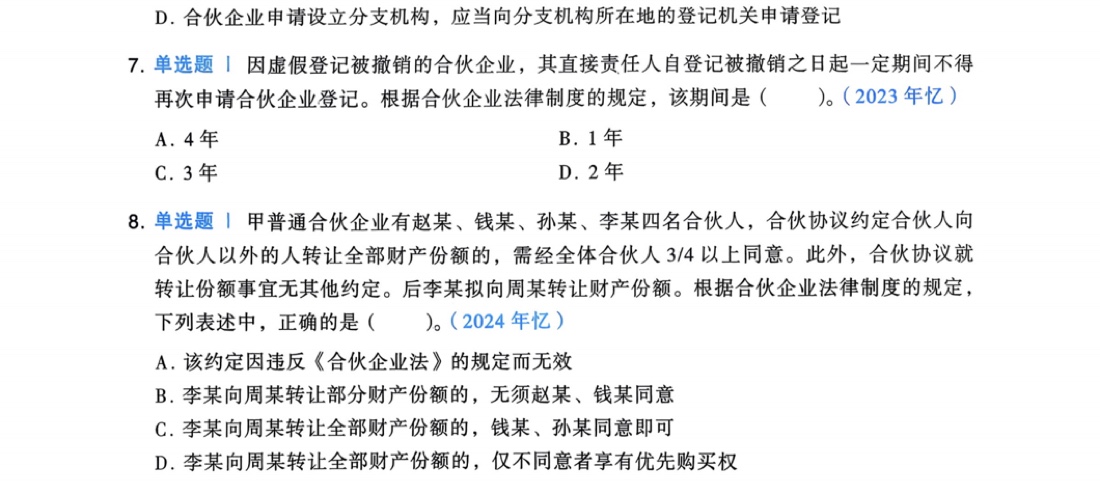 D. 合伙企业申请设立分支机构，应当向分支机构所在地的登记机关申请登记
7. 单选题 | 因虚假登记被撤销的合伙企业，其直接责任人自登记被撤销之日起一定期间不得
再次申请合伙企业登记。根据合伙企业法律制度的规定，该期间是（　　）。（2023 年忆）
A. 4 年
B. 1 年
C. 3 年
D. 2 年
8. 单选题 | 甲普通合伙企业有赵某、钱某、孙某、李某四名合伙人，合伙协议约定合伙人向
合伙人以外的人转让全部财产份额的，需经全体合伙人 3/4 以上同意。此外，合伙协议就
转让份额事宜无其他约定。后李某拟向周某转让财产份额。根据合伙企业法律制度的规定，
下列表述中，正确的是（　　）。（2024 年忆）
A. 该约定因违反《合伙企业法》的规定而无效
B. 李某向周某转让部分财产份额的，无须赵某、钱某同意
C. 李某向周某转让全部财产份额的，钱某、孙某同意即可
D. 李某向周某转让全部财产份额的，仅不同意者享有优先购买权